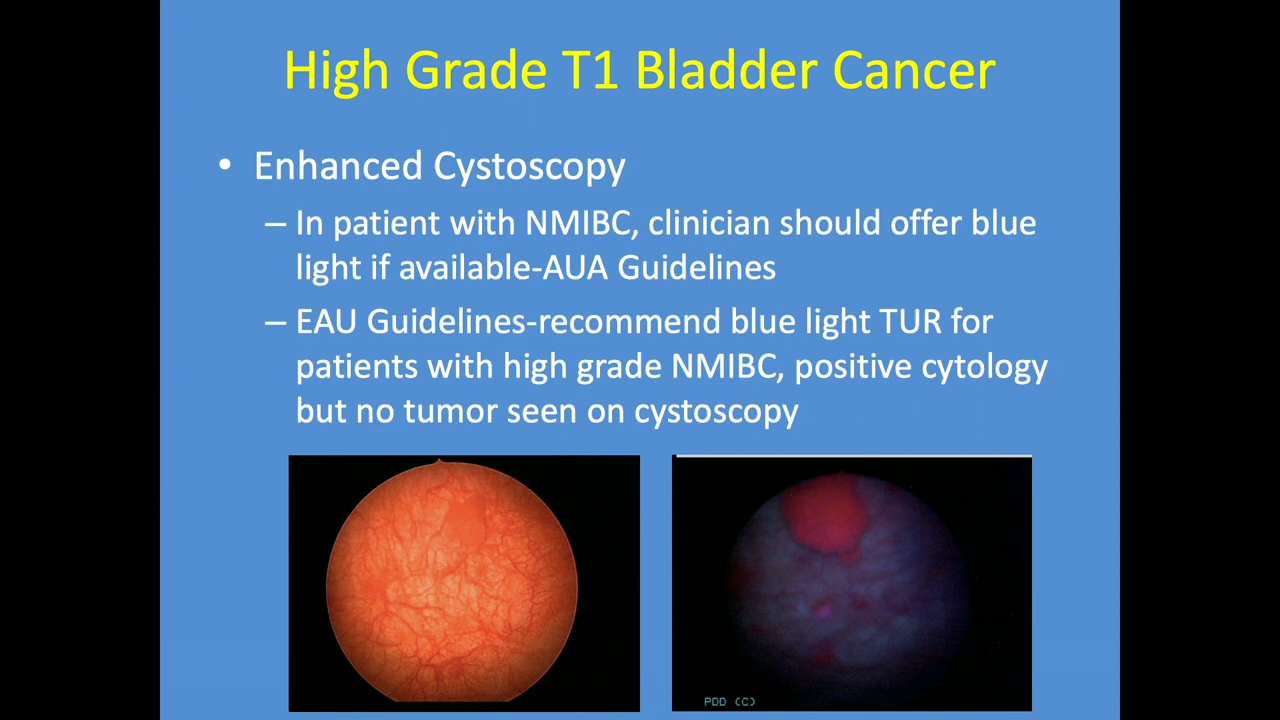 High Grade T1 Bladder Cancer
• Enhanced Cystoscopy
– In patient with NMIBC, clinician should offer blue
light if available-AUA Guidelines
– EAU Guidelines-recommend blue light TUR for
patients with high grade NMIBC, positive cytology
but no tumor seen on cystoscopy
PDD (C)